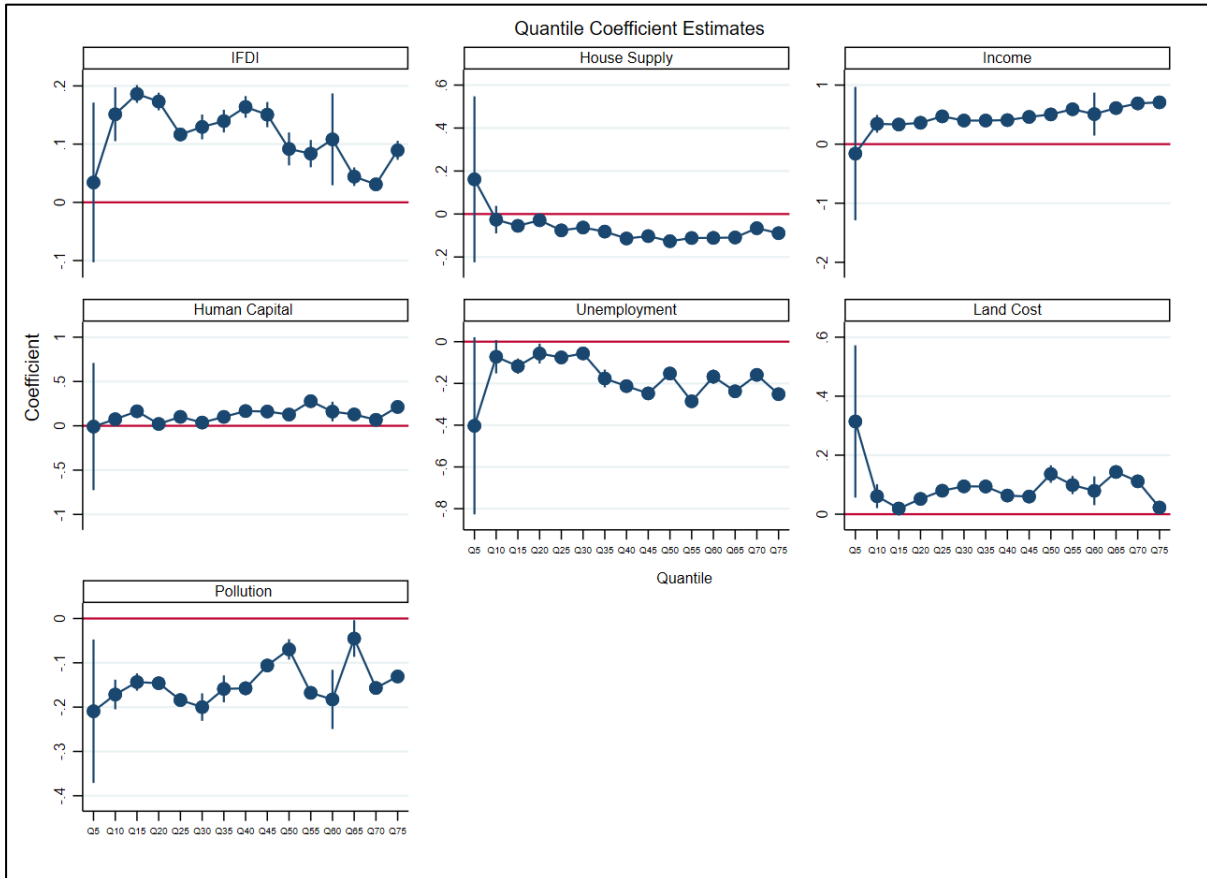 Quantile Coefficient Estimates
IFDI
.2
.1
0
-.1
House Supply
.6
.4
.2
0
-.2
Income
1
0
-1
-2
Coefficient
Human Capital
1
.5
0
-.5
-1
Unemployment
0
-.2
-.4
-.6
-.8
Q5 Q10 Q15 Q20 Q25 Q30 Q35 Q40 Q45 Q50 Q55 Q60 Q65 Q70 Q75
Land Cost
.6
.4
.2
0
Q5 Q10 Q15 Q20 Q25 Q30 Q35 Q40 Q45 Q50 Q55 Q60 Q65 Q70 Q75
Quantile
Pollution
0
-.1
-.2
-.3
-.4
Q5 Q10 Q15 Q20 Q25 Q30 Q35 Q40 Q45 Q50 Q55 Q60 Q65 Q70 Q75